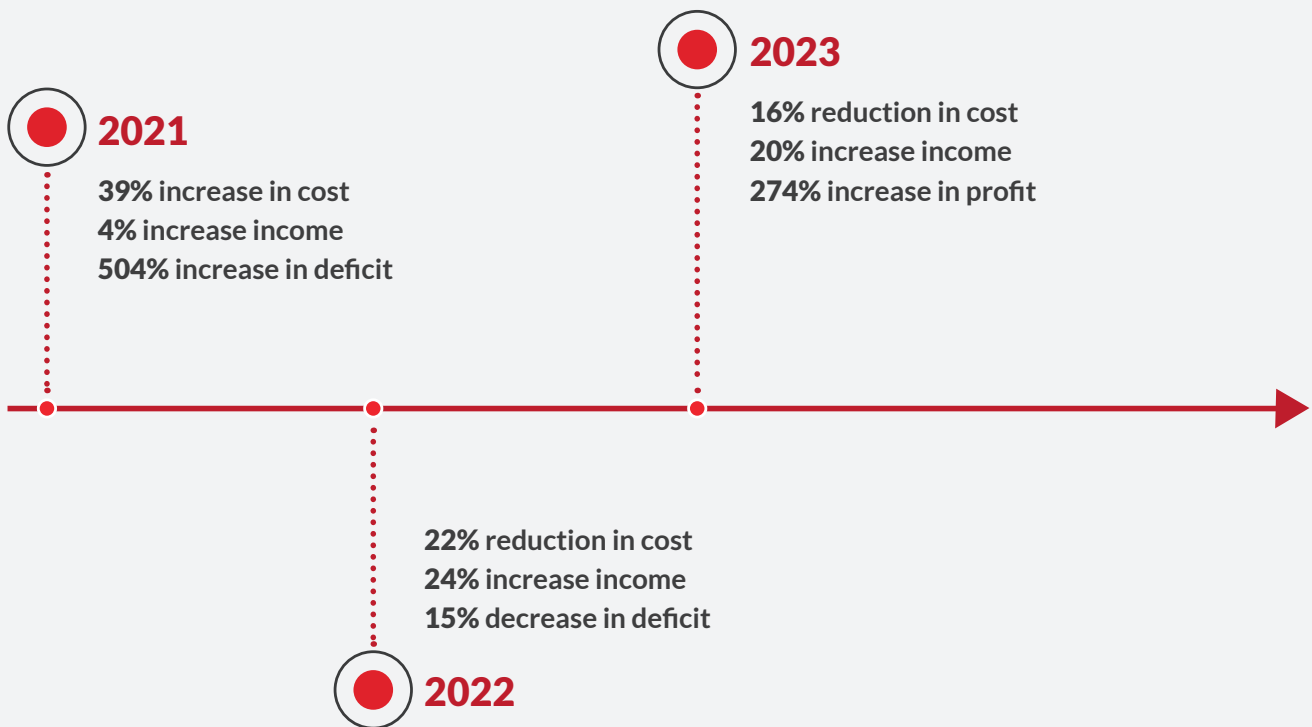 2021
39% increase in cost
4% increase income
504% increase in deficit
22% reduction in cost
24% increase income
15% decrease in deficit
2022
2023
16% reduction in cost
20% increase income
274% increase in profit